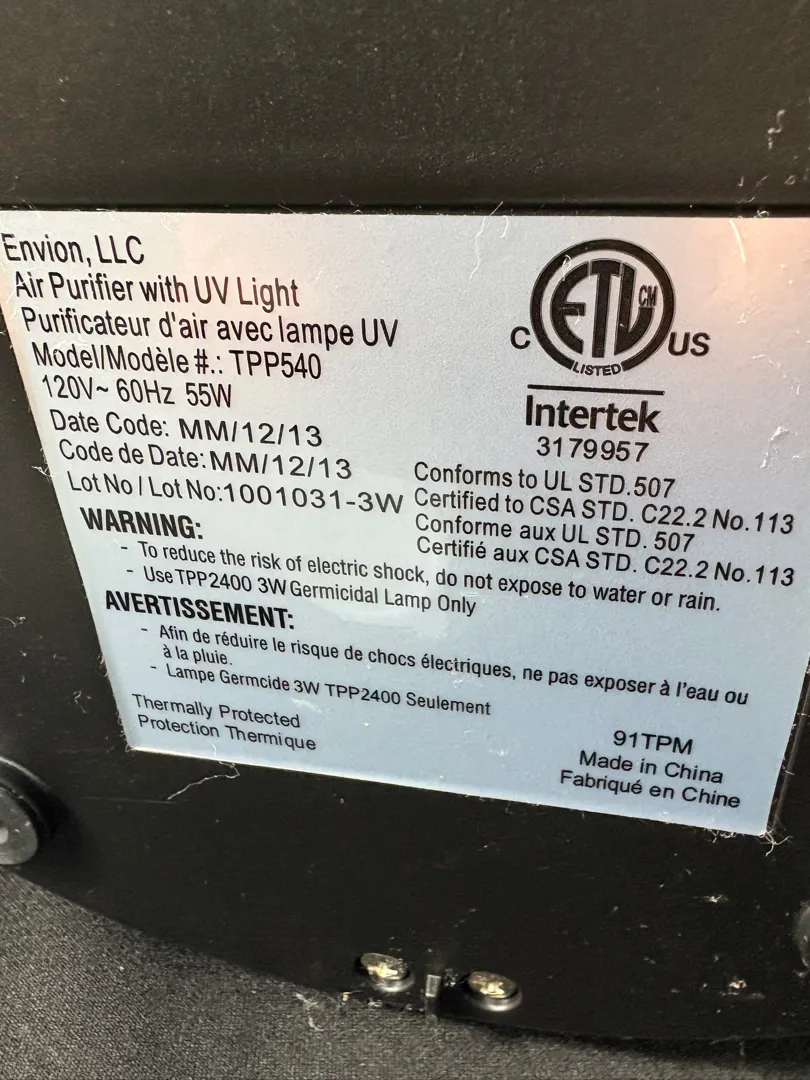 Envion, LLC
Air Purifier with UV Light
Purificateur d'air avec lampe UV
Model/Modèle #.: TPP540
120V~ 60Hz 55W
Date Code: MM/12/13
Code de Date: MM/12/13
Lot No / Lot No:1001031-3W
C ETL CM US
LISTED
Intertek
3179957
Conforms to UL STD.507
Certified to CSA STD. C22.2 No.113
Conforme aux UL STD. 507
Certifié aux CSA STD. C22.2 No.113
WARNING:
- To reduce the risk of electric shock, do not expose to water or rain.
- Use TPP2400 3W Germicidal Lamp Only
AVERTISSEMENT:
- Afin de réduire le risque de chocs électriques, ne pas exposer à l'eau ou
à la pluie.
- Lampe Germcide 3W TPP2400 Seulement
Thermally Protected
Protection Thermique
91TPM
Made in China
Fabriqué en Chine